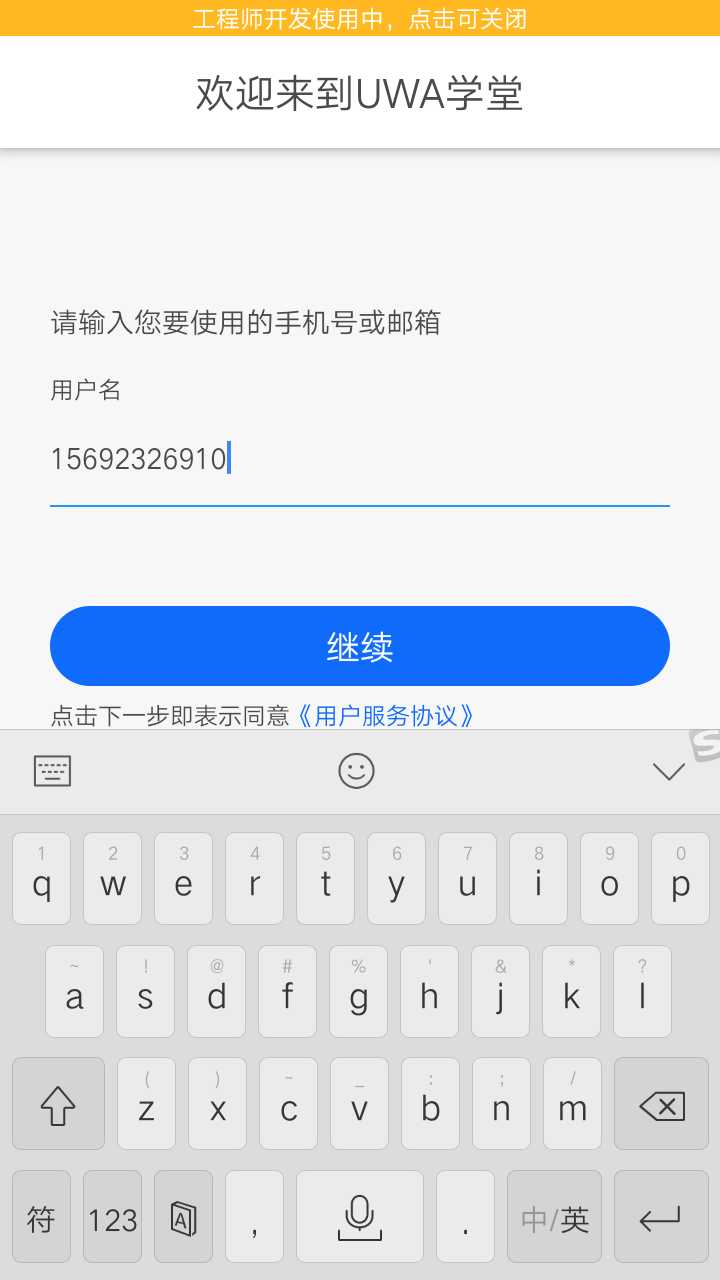 工程师开发使用中，点击可关闭
欢迎来到UWA学堂
请输入您要使用的手机号或邮箱
用户名
15692326910
继续
点击下一步即表示同意《用户服务协议》
S
1 2 3 4 5 6 7 8 9 0
q w e r t y u i o p
~ ! @ # % ' & * ?
a s d f g h j k l
( ) - _ : ; /
z x c v b n m
符 123 A , . 中/英